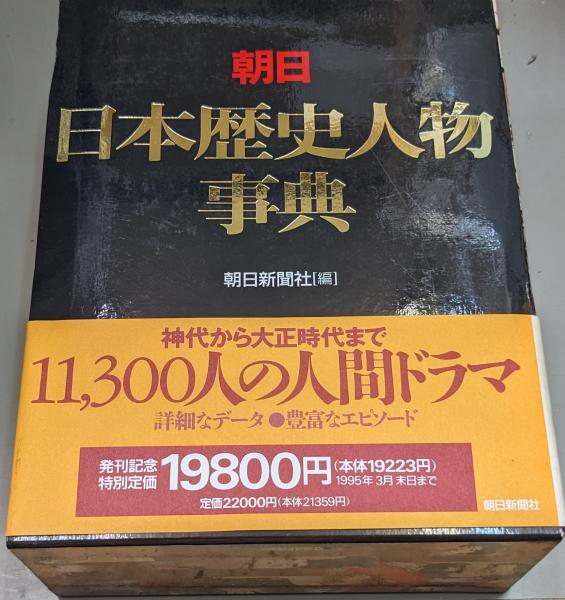 朝日
日本歴史人物
事典
朝日新聞社[編]
神代から大正時代まで
11,300人の人間ドラマ
詳細なデータ●豊富なエピソード
発刊記念
特別定価
19800円(本体19223円)
1995年3月末日まで
定価22000円(本体21359円)
朝日新聞社